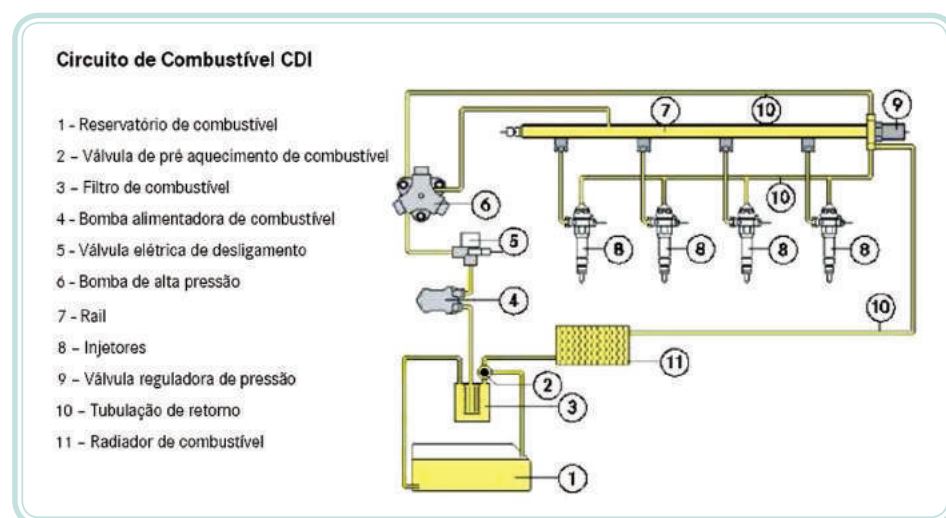 Circuito de Combustível CDI
1 - Reservatório de combustível
2 – Válvula de pré aquecimento de combustível
3 – Filtro de combustível
4 - Bomba alimentadora de combustível
5 - Válvula elétrica de desligamento
6 - Bomba de alta pressão
7 - Rail
8 – Injetores
9 – Válvula reguladora de pressão
10 – Tubulação de retorno
11 – Radiador de combustível
10
9
7
6
10
5
8
8
8
8
4
10
11
2
3
1